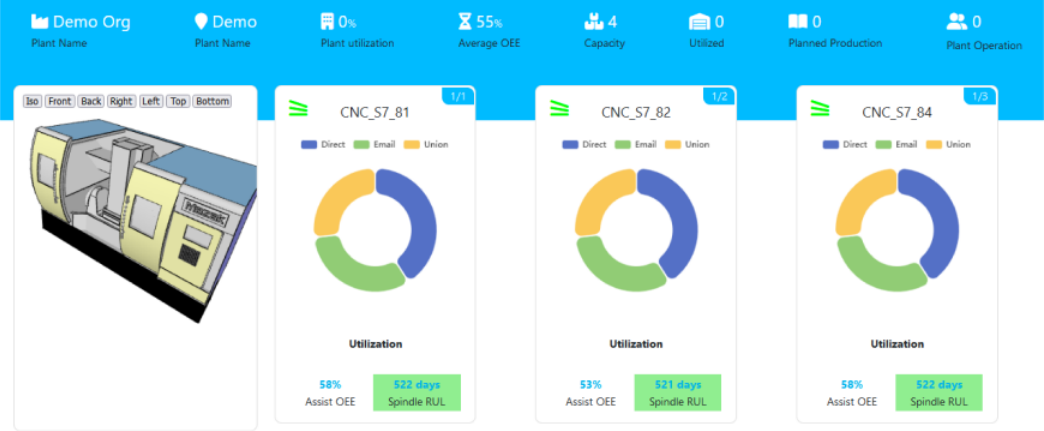 Demo Org
Plant Name
Demo
Plant Name
0%
Plant utilization
55%
Average OEE
4
Capacity
0
Utilized
0
Planned Production
0
Plant Operation
Iso Front Back Right Left Top Bottom
1/1
CNC_S7_81
Direct Email Union
Utilization
58%
Assist OEE
522 days
Spindle RUL
1/2
CNC_S7_82
Direct Email Union
Utilization
53%
Assist OEE
521 days
Spindle RUL
1/3
CNC_S7_84
Direct Email Union
Utilization
58%
Assist OEE
522 days
Spindle RUL